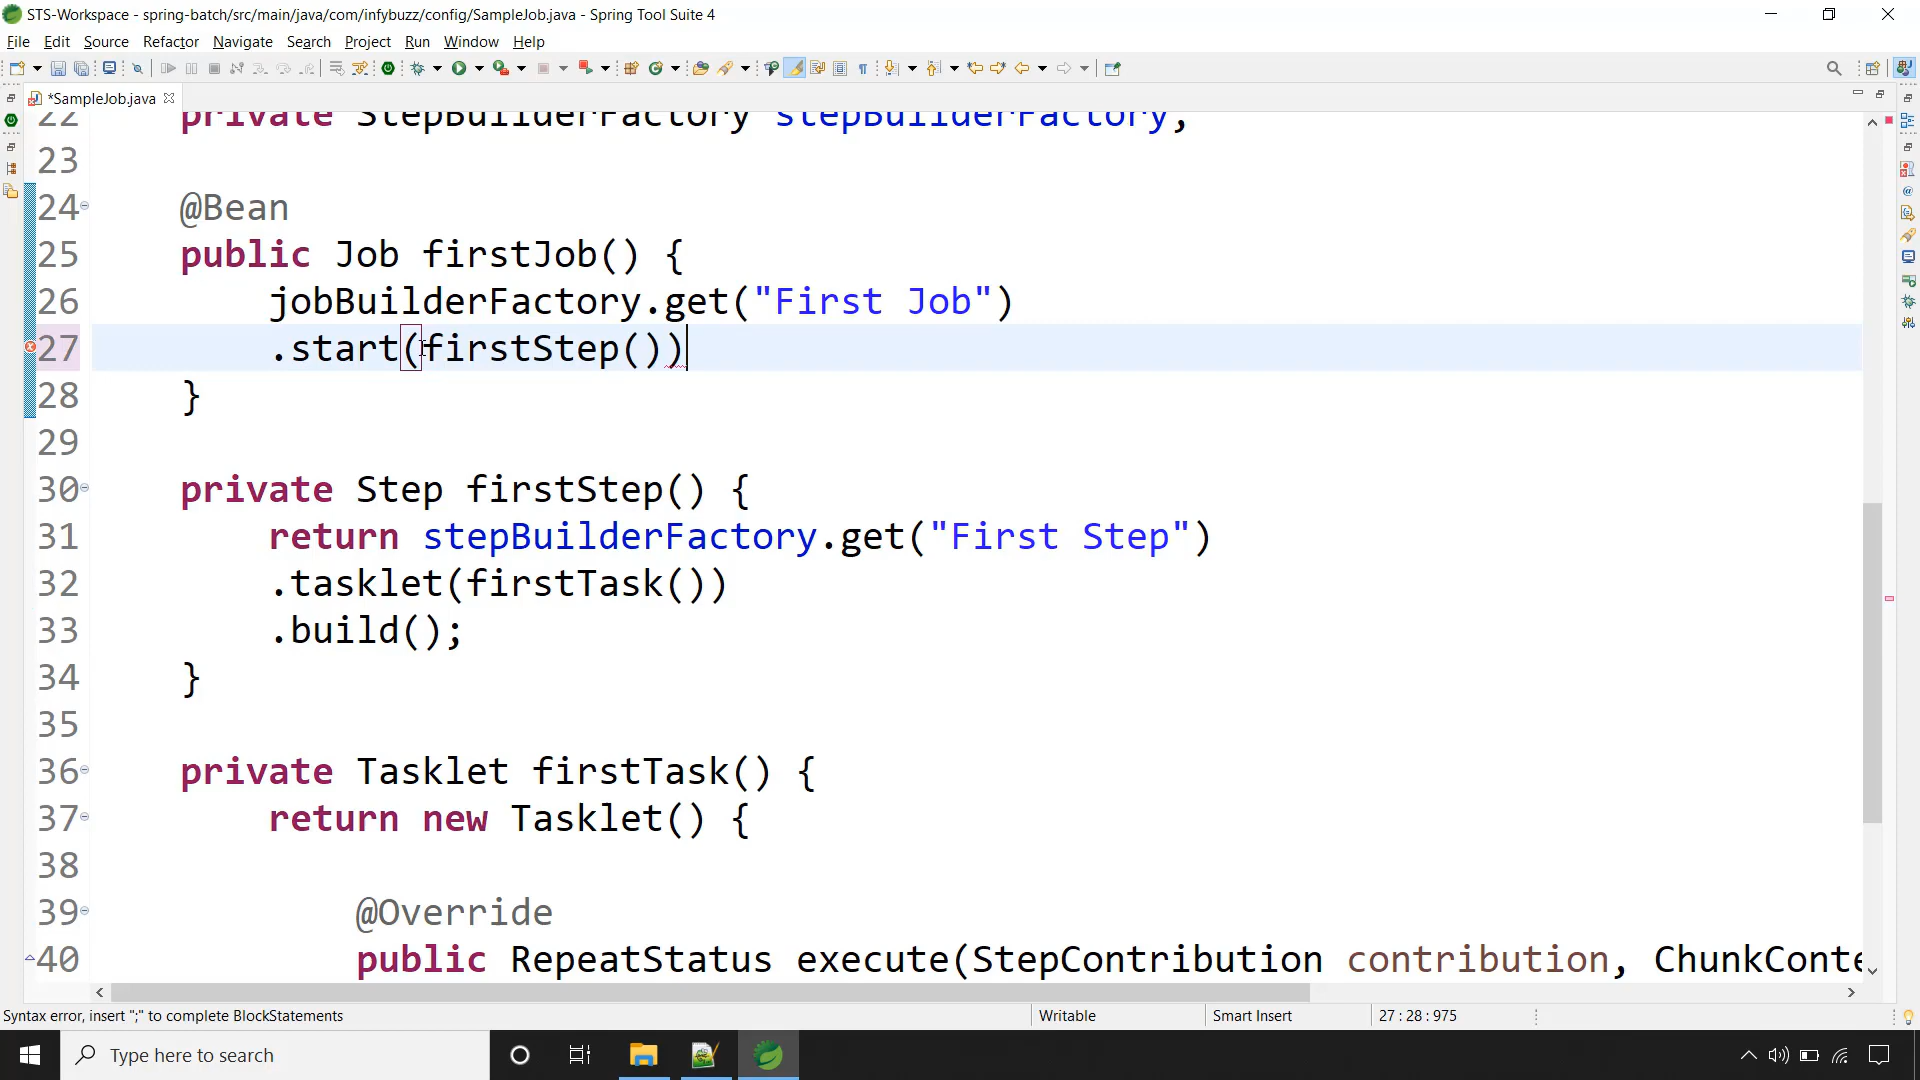 STS-Workspace - spring-batch/src/main/java/com/infybuzz/config/SampleJob.java - Spring Tool Suite 4
File Edit Source Refactor Navigate Search Project Run Window Help
*SampleJob.java
22 private StepBuilderFactory stepBuilderFactory;
23
24 @Bean
25 public Job firstJob() {
26 jobBuilderFactory.get("First Job")
27 .start(firstStep())
28 }
29
30 private Step firstStep() {
31 return stepBuilderFactory.get("First Step")
32 .tasklet(firstTask())
33 .build();
34 }
35
36 private Tasklet firstTask() {
37 return new Tasklet() {
38
39 @Override
40 public RepeatStatus execute(StepContribution contribution, ChunkConte
Syntax error, insert ";" to complete BlockStatements Writable Smart Insert 27 : 28 : 975
Type here to search